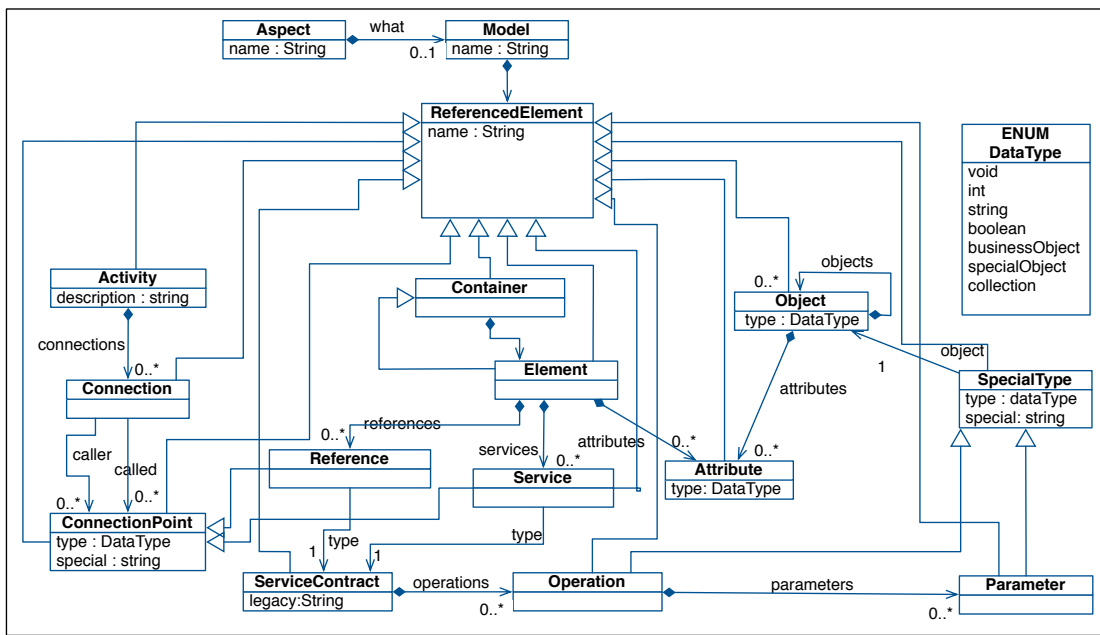 Aspect
name : String
what
0..1
Model
name : String
ReferencedElement
name : String
ENUM
DataType
void
int
string
boolean
businessObject
specialObject
collection
Activity
description : string
connections
0..*
Connection
caller
called
0..*
0..*
ConnectionPoint
type : DataType
special : string
Container
Element
references
0..*
Reference
services
0..*
Service
attributes
0..*
Attribute
type: DataType
objects
0..*
Object
type : DataType
attributes
0..*
object
1
SpecialType
type : dataType
special: string
type
1
type
1
ServiceContract
legacy:String
operations
0..*
Operation
parameters
0..*
Parameter